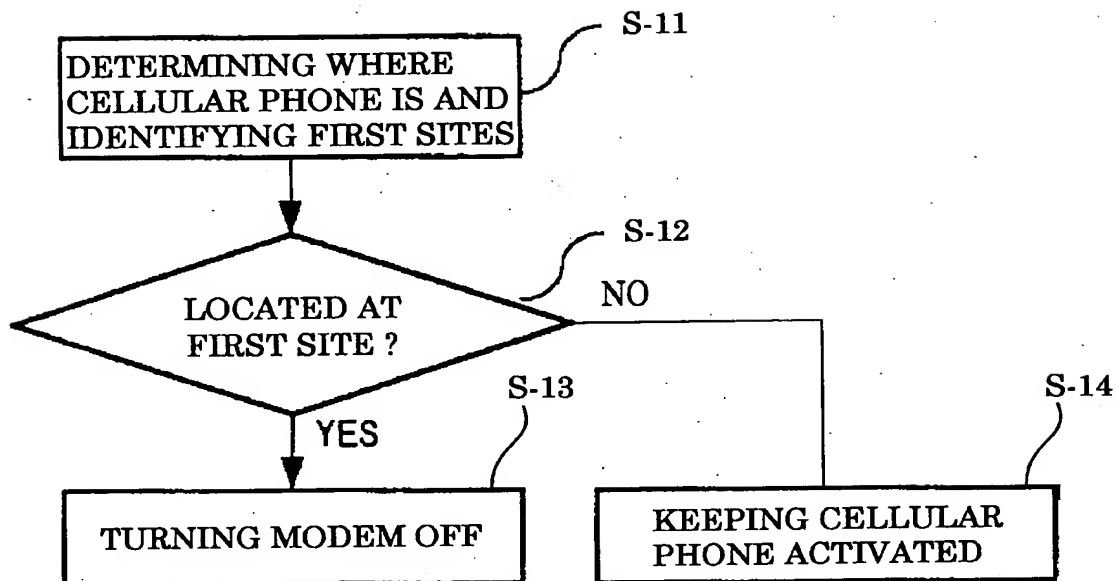 S-11
DETERMINING WHERE
CELLULAR PHONE IS AND
IDENTIFYING FIRST SITES
S-12
LOCATED AT
FIRST SITE ?
NO
YES
S-13
TURNING MODEM OFF
S-14
KEEPING CELLULAR
PHONE ACTIVATED